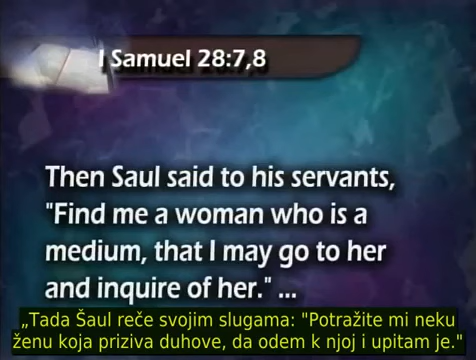 I Samuel 28:7,8
Then Saul said to his servants,
"Find me a woman who is a
medium, that I may go to her
and inquire of her." ...
„Tada Šaul reče svojim slugama: "Potražite mi neku
ženu koja priziva duhove, da odem k njoj i upitam je."